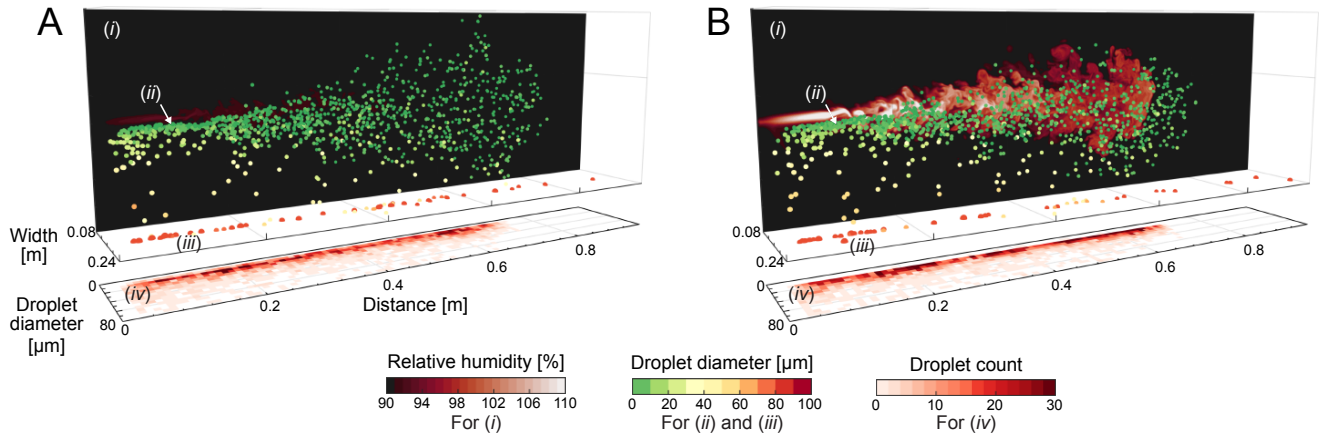 A
B
(i)
(i)
(ii)
(ii)
0.08
0.08
Width
[m]
(iii)
(iii)
0.24
0.24
0.8
0.8
0
0
(iv)
(iv)
0.6
0.6
Droplet
diameter
[µm]
0.4
0.4
Distance [m]
0.2
0.2
80
80
0
0
Relative humidity [%]
90 94 98 102 106 110
For (i)
Droplet diameter [µm]
0 20 40 60 80 100
For (ii) and (iii)
Droplet count
0 10 20 30
For (iv)